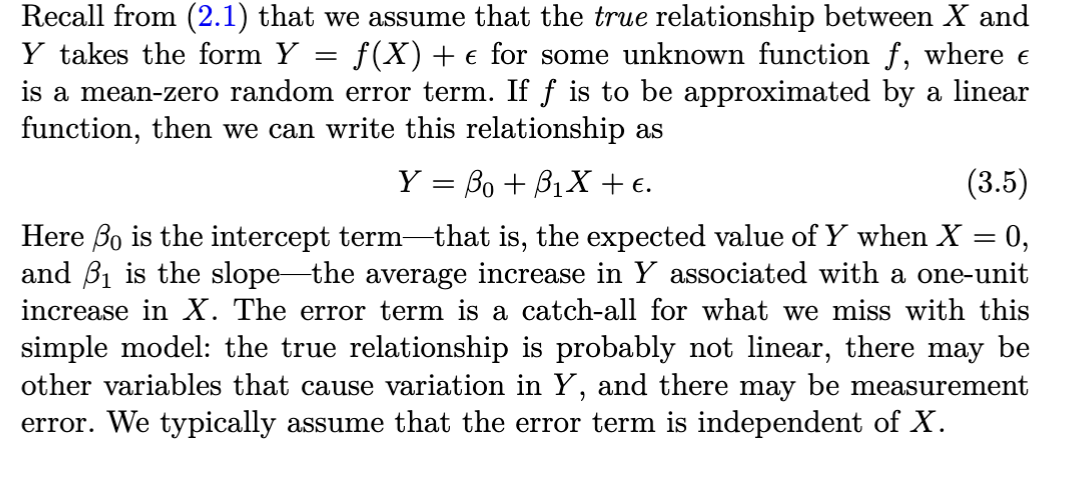 Recall from (2.1) that we assume that the true relationship between X and
Y takes the form Y = f(X) + ϵ for some unknown function f, where ϵ
is a mean-zero random error term. If f is to be approximated by a linear
function, then we can write this relationship as
Y = β₀ + β₁X + ϵ. (3.5)
Here β₀ is the intercept term—that is, the expected value of Y when X = 0,
and β₁ is the slope—the average increase in Y associated with a one-unit
increase in X. The error term is a catch-all for what we miss with this
simple model: the true relationship is probably not linear, there may be
other variables that cause variation in Y, and there may be measurement
error. We typically assume that the error term is independent of X.